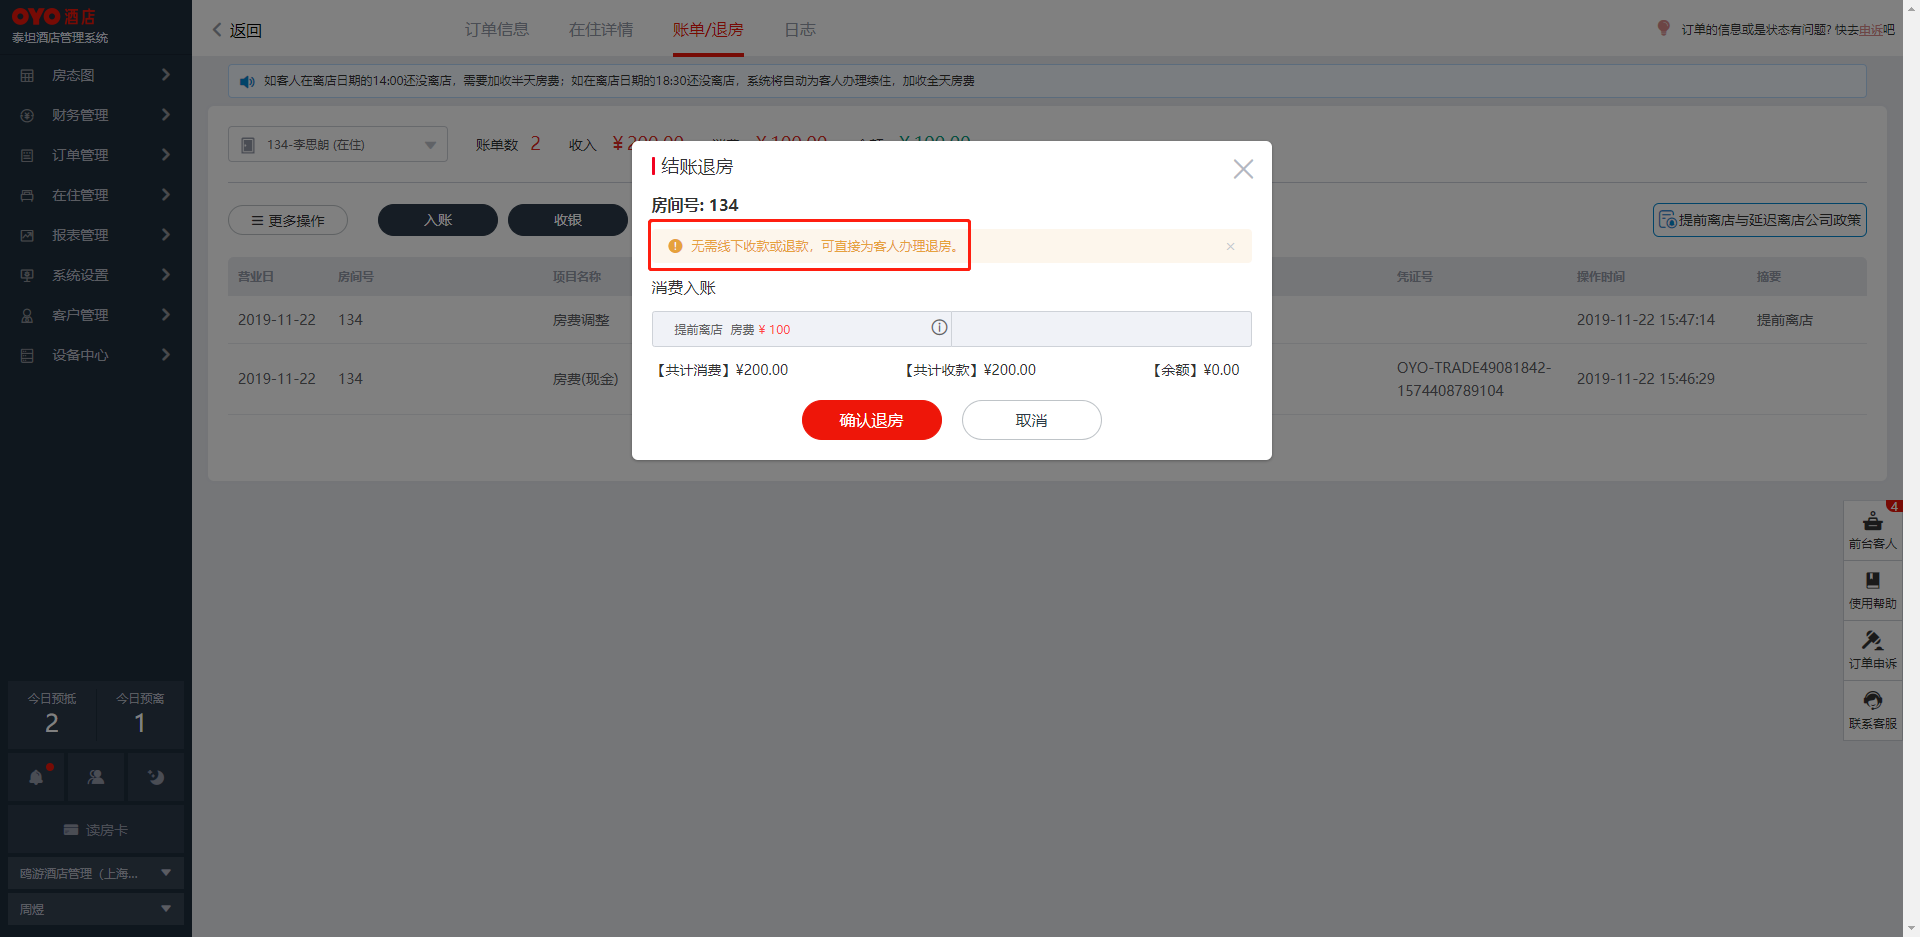 OYO 酒店
泰坦酒店管理系统
房态图
财务管理
订单管理
在住管理
报表管理
系统设置
客户管理
设备中心
今日预抵
2
今日预离
1
读房卡
鸥游酒店管理（上海...
周煜
返回
订单信息
在住详情
账单/退房
日志
订单的信息或是状态有问题? 快去申诉吧
如客人在离店日期的14:00还没离店，需要加收半天房费；如在离店日期的18:30还没离店，系统将自动为客人办理续住，加收全天房费
134-李思朗 (在住)
账单数 2
收入
更多操作
入账
收银
提前离店与延迟离店公司政策
营业日
房间号
项目名称
凭证号
操作时间
摘要
2019-11-22
134
房费调整
2019-11-22 15:47:14
提前离店
2019-11-22
134
房费(现金)
OYO-TRADE49081842-
1574408789104
2019-11-22 15:46:29
结账退房
房间号: 134
无需线下收款或退款，可直接为客人办理退房。
消费入账
提前离店 房费 ¥ 100
【共计消费】¥200.00
【共计收款】¥200.00
【余额】¥0.00
确认退房
取消
4
前台客人
使用帮助
订单申诉
联系客服